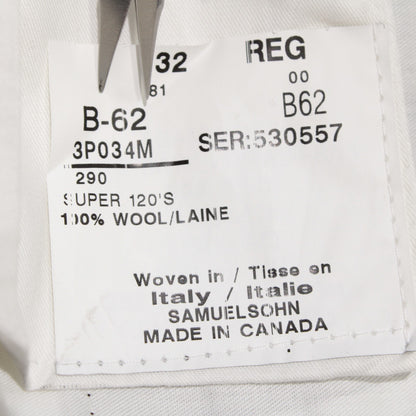 32 REG
81 00
B-62 B62
3P034M SER:530557
290
SUPER 120'S
100% WOOL/LAINE
Woven in / Tisse en
Italy / Italie
SAMUELSOHN
MADE IN CANADA